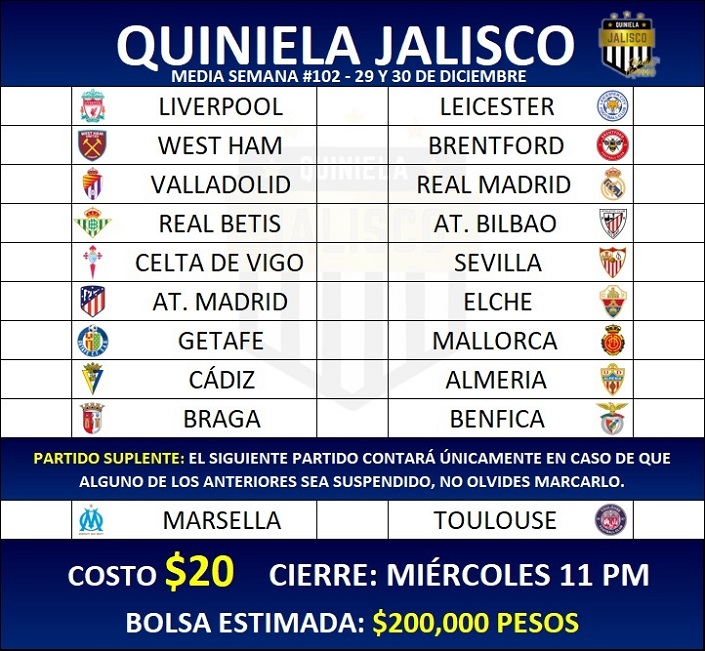 QUINIELA JALISCO
QUINIELA
JALISCO
MEDIA SEMANA #102 - 29 Y 30 DE DICIEMBRE
LIVERPOOL LEICESTER
WEST HAM BRENTFORD
VALLADOLID REAL MADRID
REAL BETIS AT. BILBAO
CELTA DE VIGO SEVILLA
AT. MADRID ELCHE
GETAFE MALLORCA
CÁDIZ ALMERIA
BRAGA BENFICA
QUINIELA
JALISCO
PARTIDO SUPLENTE: EL SIGUIENTE PARTIDO CONTARÁ ÚNICAMENTE EN CASO DE QUE
ALGUNO DE LOS ANTERIORES SEA SUSPENDIDO, NO OLVIDES MARCARLO.
MARSELLA TOULOUSE
COSTO $20 CIERRE: MIÉRCOLES 11 PM
BOLSA ESTIMADA: $200,000 PESOS